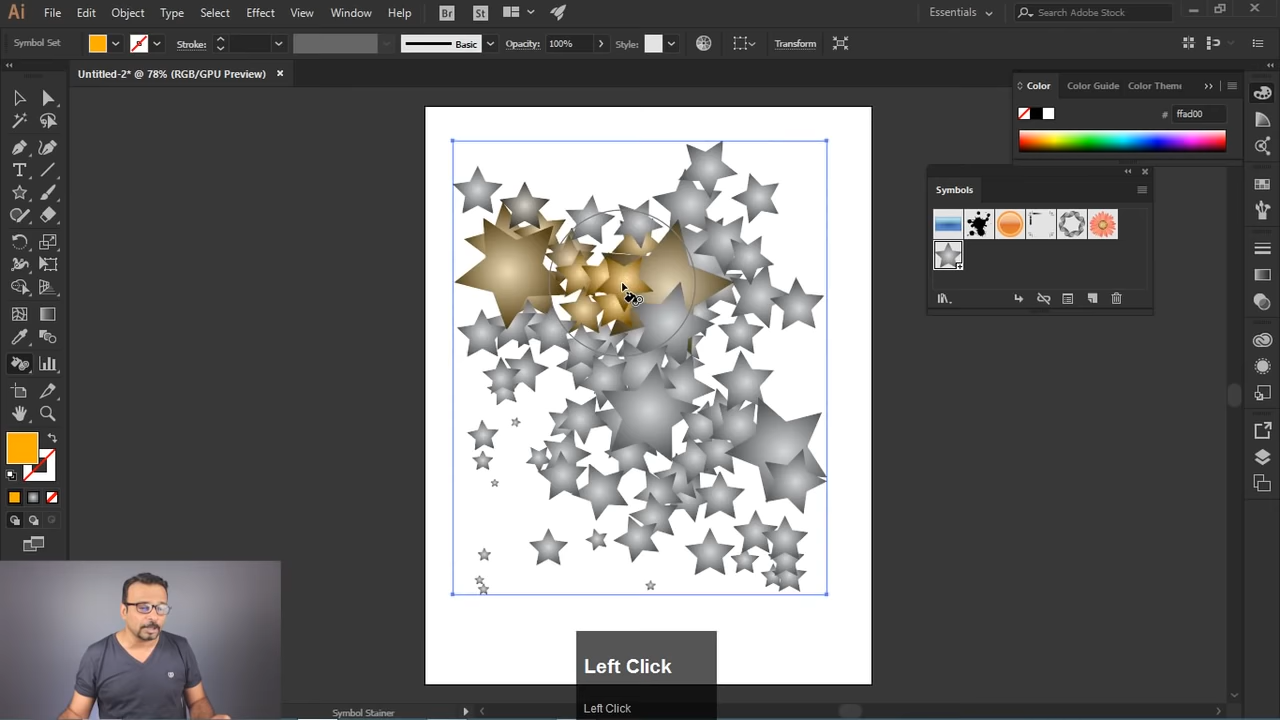 Ai File Edit Object Type Select Effect View Window Help Br St Essentials Search Adobe Stock
Symbol Set Stroke: Basic Opacity: 100% Style: Transform
Untitled-2* @ 78% (RGB/GPU Preview) ×
Color Color Guide Color Theme
# ffad00
Symbols
Left Click
Left Click
Symbol Stainer